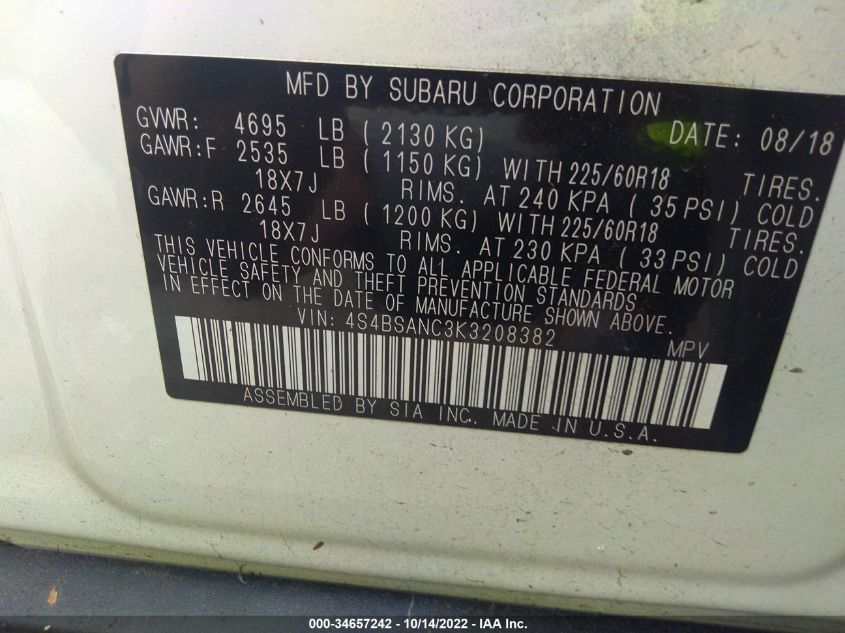 MFD BY SUBARU CORPORATION
GVWR: 4695 LB ( 2130 KG) DATE: 08/18
GAWR:F 2535 LB ( 1150 KG) WITH 225/60R18 TIRES.
18X7J RIMS. AT 240 KPA ( 35 PSI) COLD
GAWR:R 2645 LB ( 1200 KG) WITH 225/60R18 TIRES.
18X7J RIMS. AT 230 KPA ( 33 PSI) COLD
THIS VEHICLE CONFORMS TO ALL APPLICABLE FEDERAL MOTOR
VEHICLE SAFETY AND THEFT PREVENTION STANDARDS
IN EFFECT ON THE DATE OF MANUFACTURE SHOWN ABOVE.
VIN: 4S4BSANC3K3208382 MPV
ASSEMBLED BY SIA INC. MADE IN U.S.A.
000-34657242 - 10/14/2022 - IAA Inc.